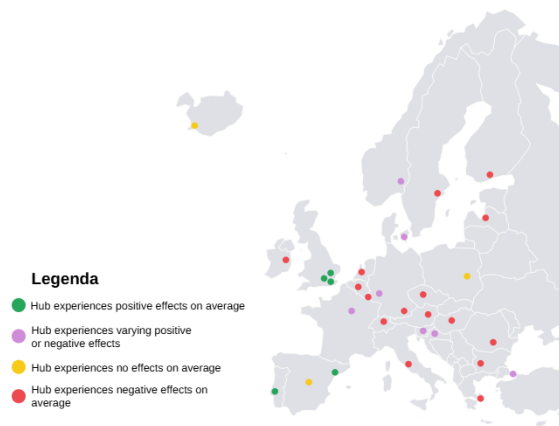 Legenda
Hub experiences positive effects on average
Hub experiences varying positive
or negative effects
Hub experiences no effects on average
Hub experiences negative effects on
average